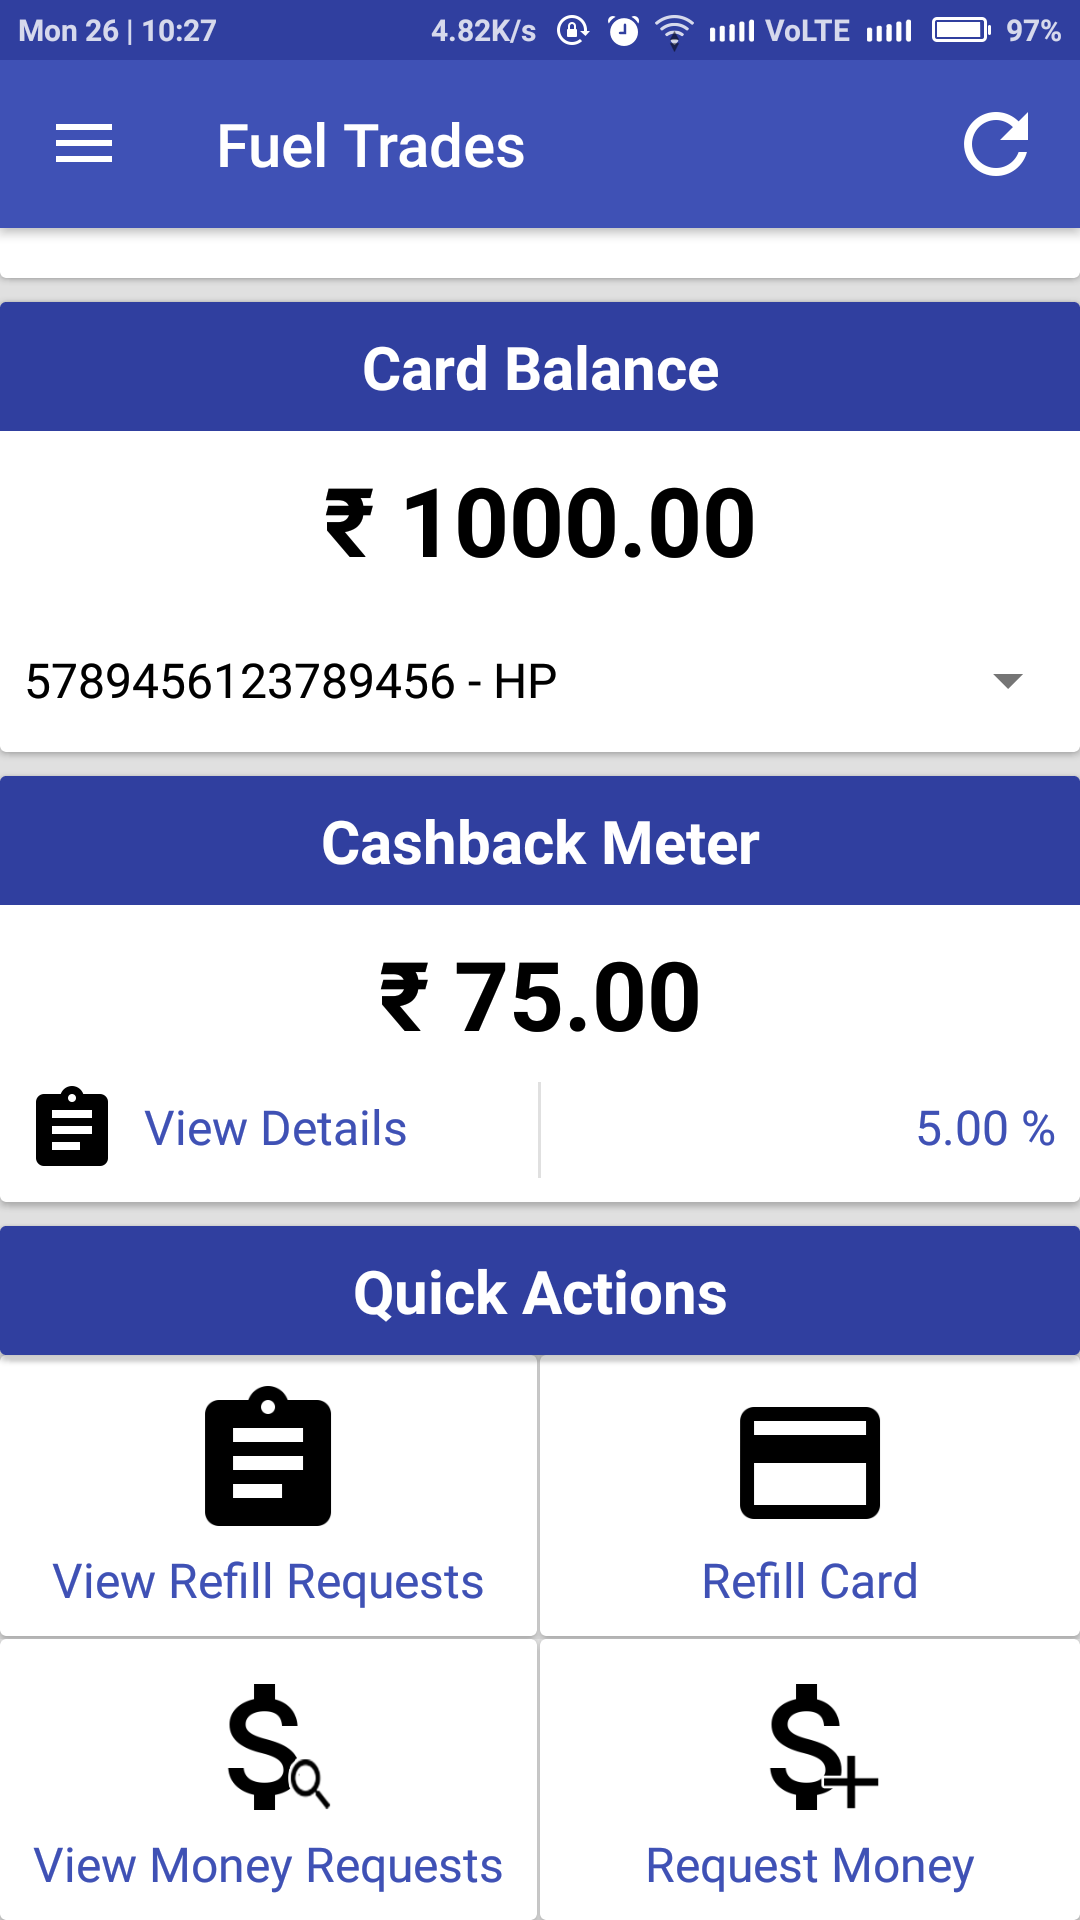 Mon 26 | 10:27 4.82K/s VoLTE 97%
Fuel Trades
Card Balance
₹ 1000.00
5789456123789456 - HP
Cashback Meter
₹ 75.00
View Details 5.00 %
Quick Actions
View Refill Requests Refill Card
View Money Requests Request Money